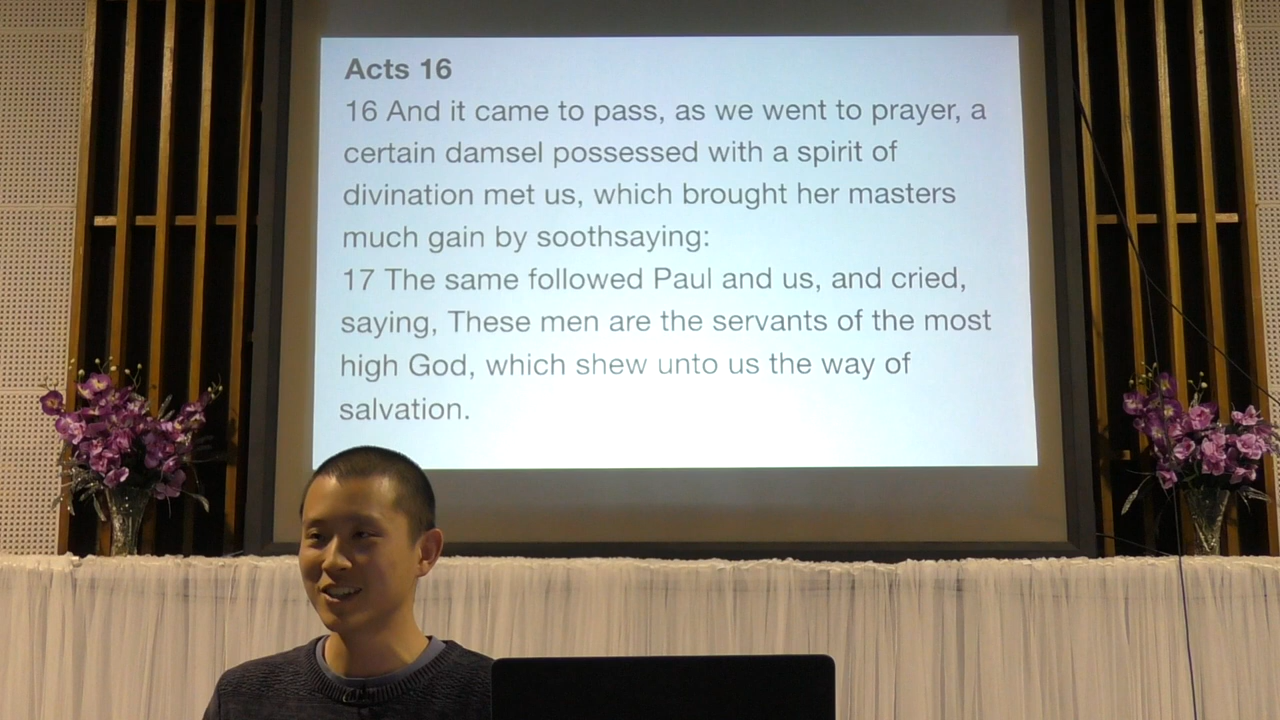 Acts 16
16 And it came to pass, as we went to prayer, a
certain damsel possessed with a spirit of
divination met us, which brought her masters
much gain by soothsaying:
17 The same followed Paul and us, and cried,
saying, These men are the servants of the most
high God, which shew unto us the way of
salvation.